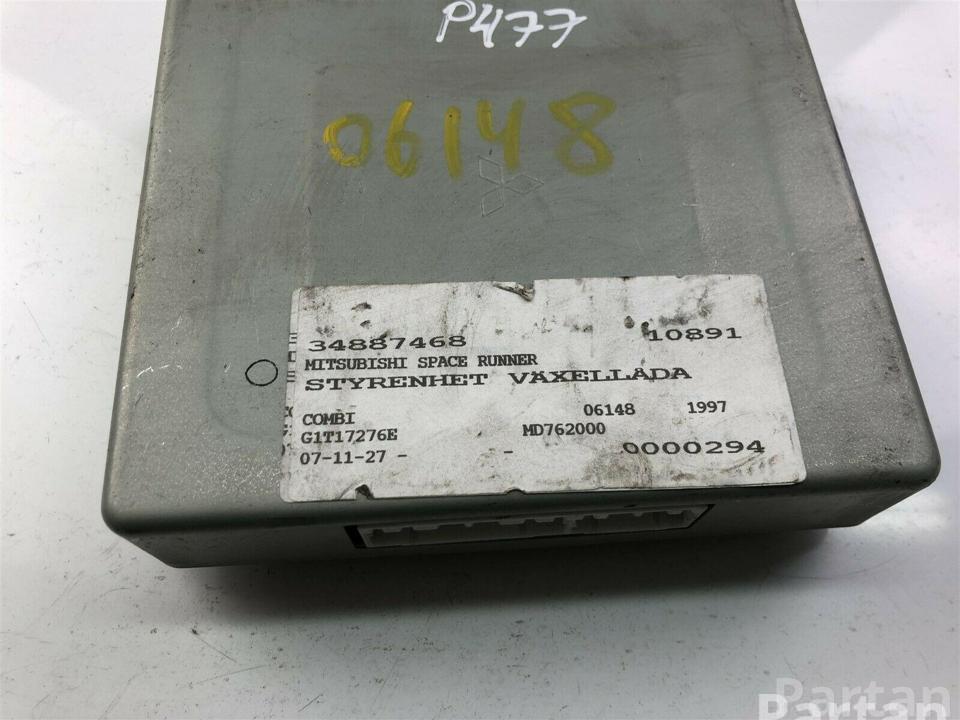 P477
06148
34887468 10891
MITSUBISHI SPACE RUNNER
STYRENHET VÄXELLÅDA
COMBI 06148 1997
G1T17276E MD762000
07-11-27 - - 0000294
Partan
Partan